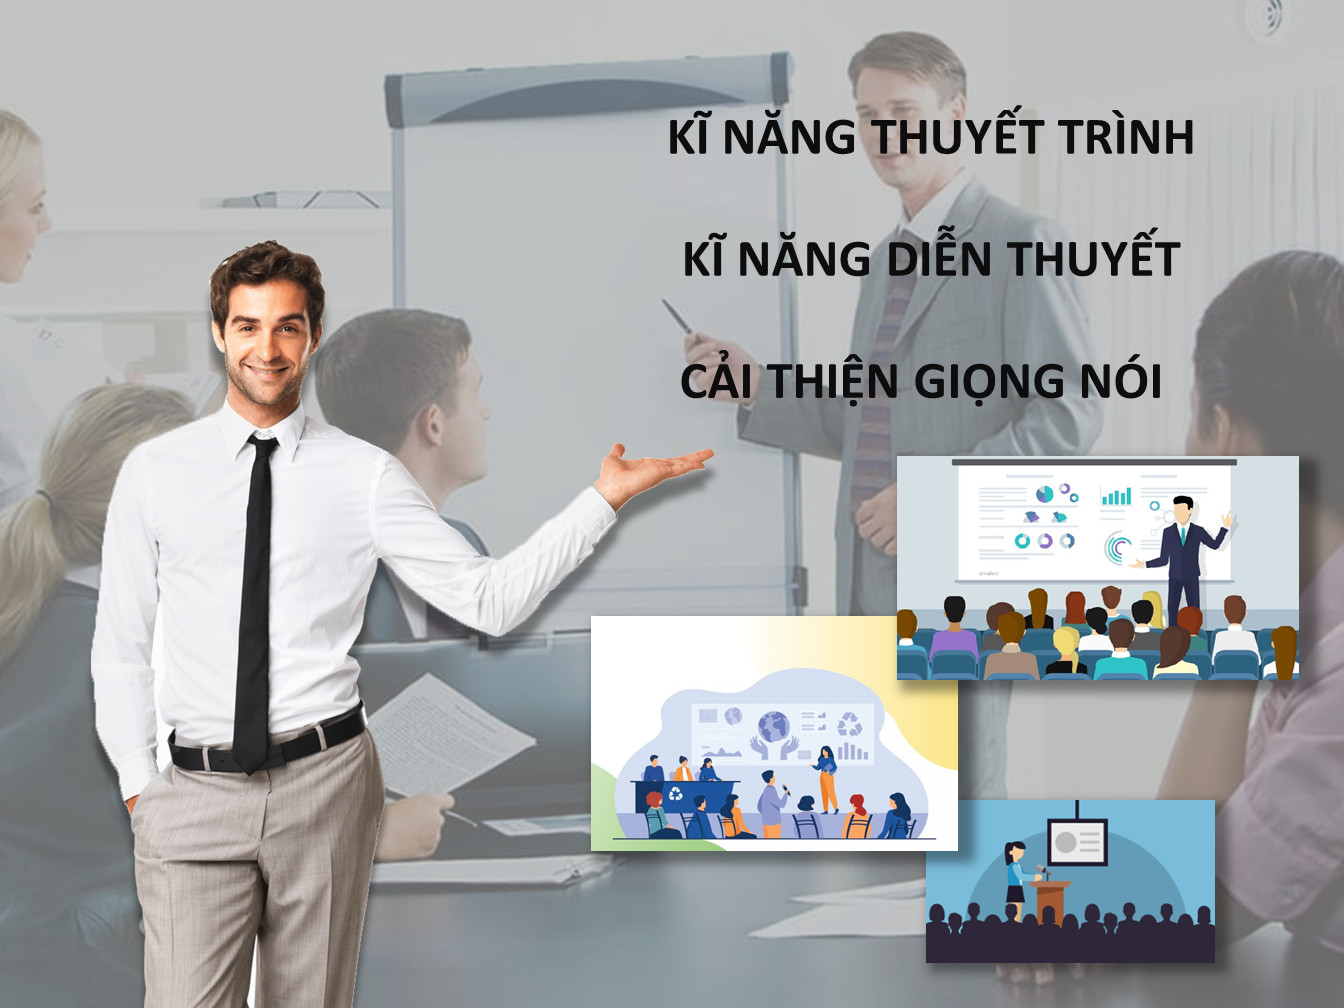 KĨ NĂNG THUYẾT TRÌNH
KĨ NĂNG DIỄN THUYẾT
CẢI THIỆN GIỌNG NÓI